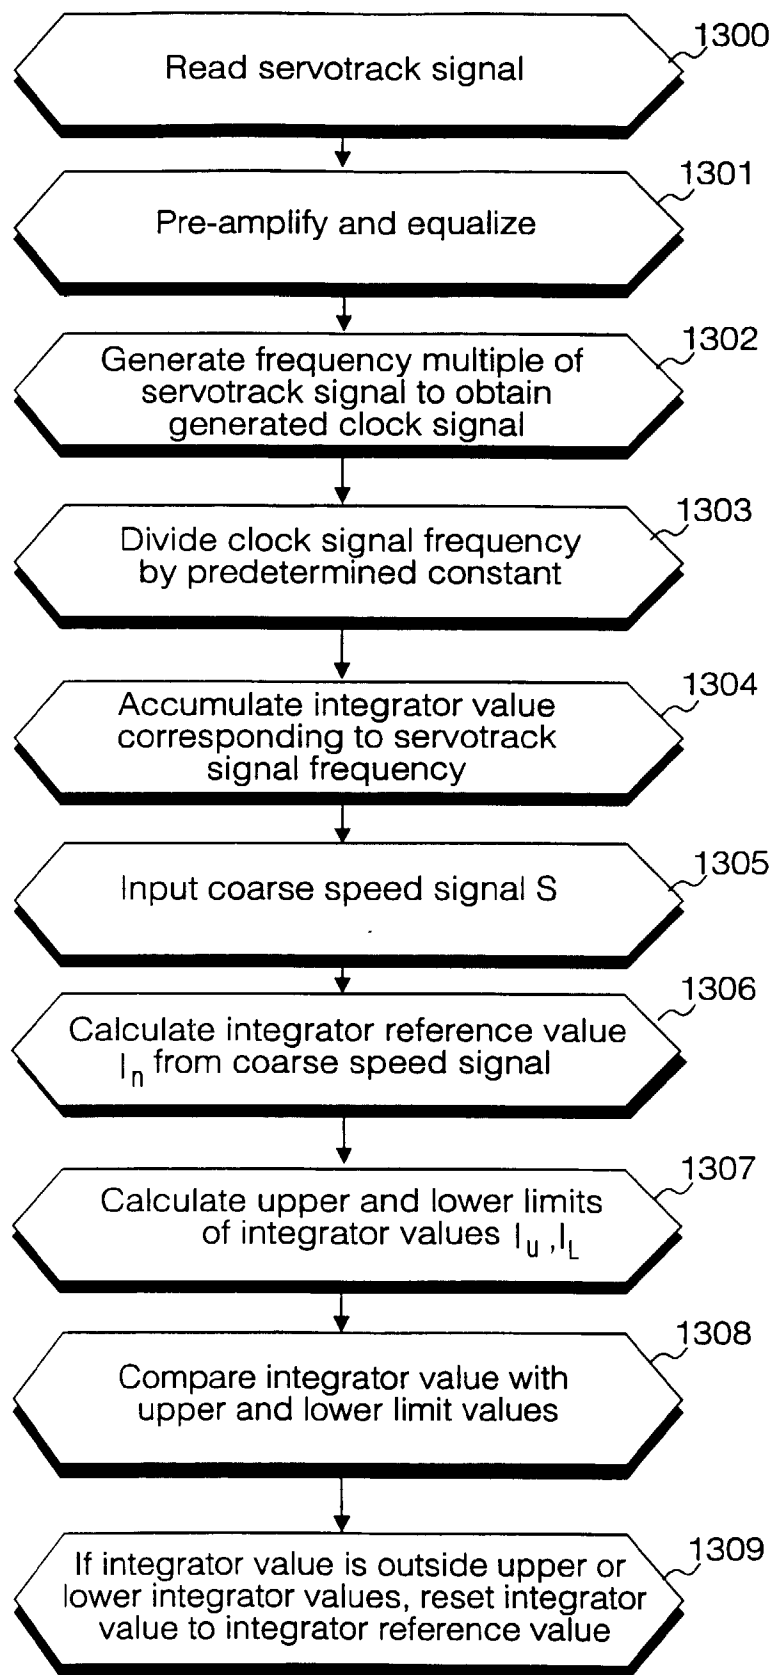 1300
Read servotrack signal
1301
Pre-amplify and equalize
1302
Generate frequency multiple of
servotrack signal to obtain
generated clock signal
1303
Divide clock signal frequency
by predetermined constant
1304
Accumulate integrator value
corresponding to servotrack
signal frequency
1305
Input coarse speed signal S
1306
Calculate integrator reference value
In from coarse speed signal
1307
Calculate upper and lower limits
of integrator values Iu ,IL
1308
Compare integrator value with
upper and lower limit values
1309
If integrator value is outside upper or
lower integrator values, reset integrator
value to integrator reference value